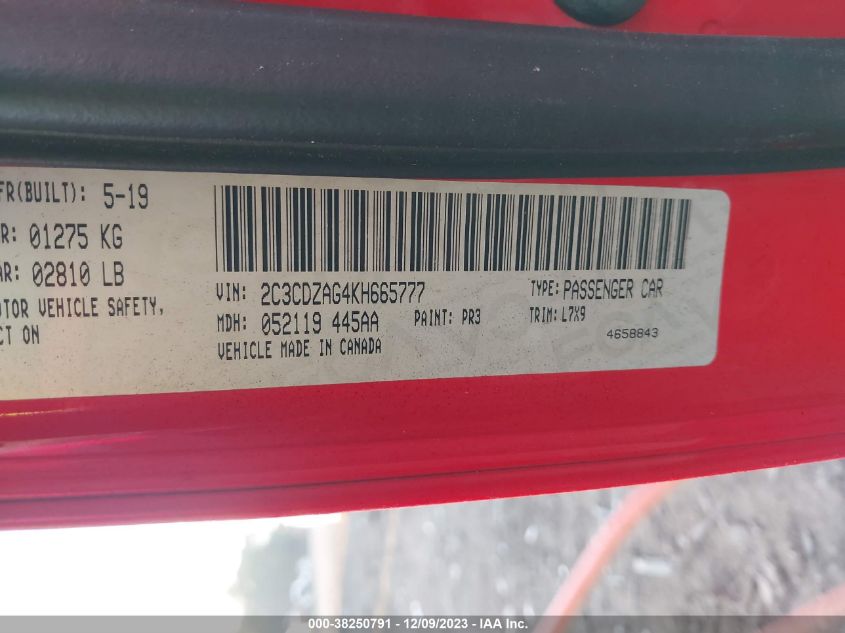 FR(BUILT): 5-19
R: 01275 KG
AR: 02810 LB
OTOR VEHICLE SAFETY,
CT ON
VIN: 2C3CDZAG4KH665777
TYPE: PASSENGER CAR
MDH: 052119 445AA
PAINT: PR3
TRIM: L7X9
VEHICLE MADE IN CANADA
4658843
000-38250791 - 12/09/2023 - IAA Inc.